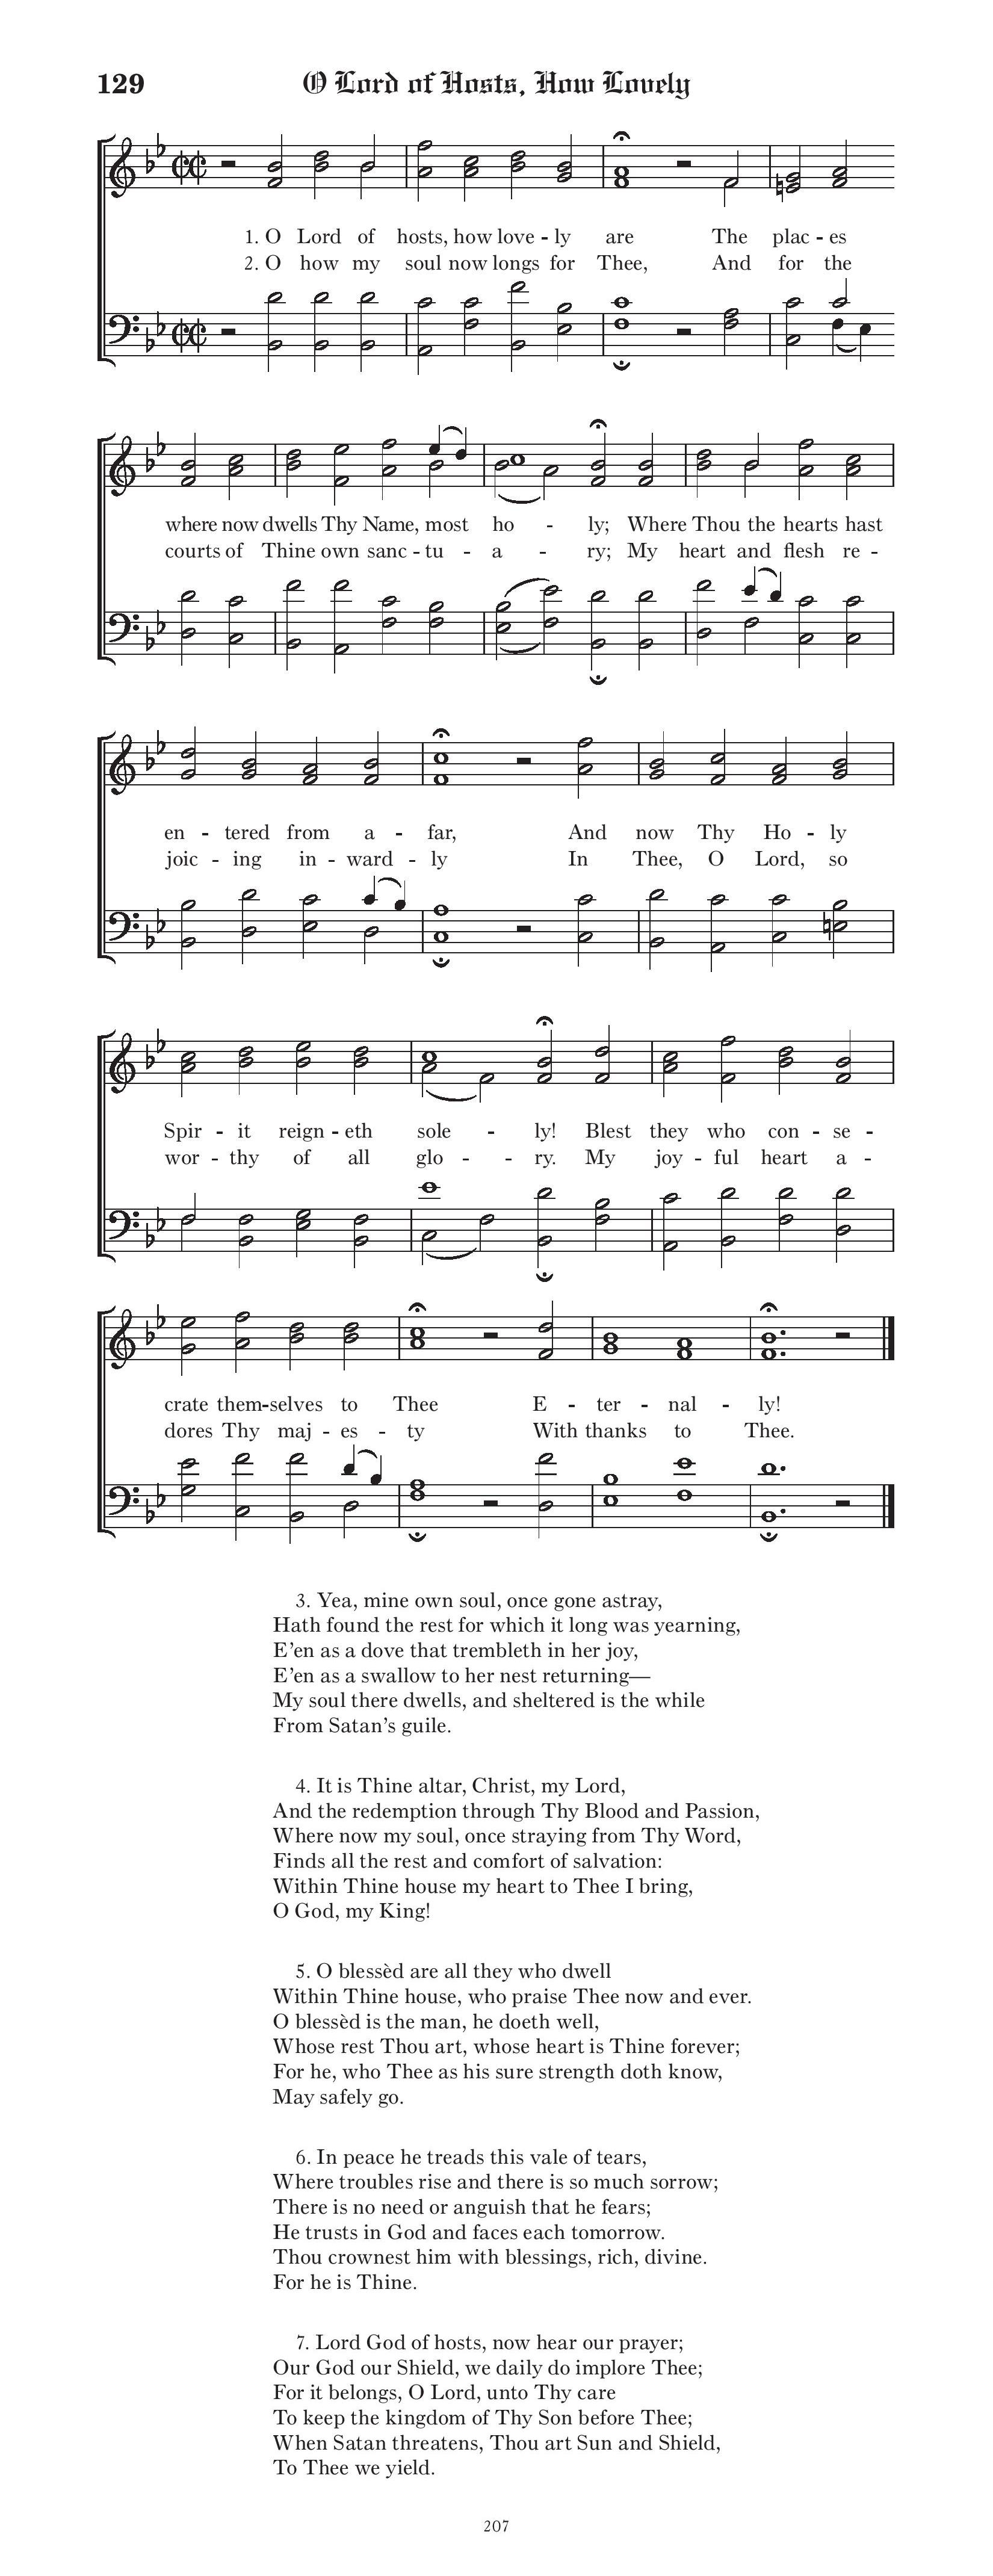 129 O Lord of Hosts, How Lovely
1. O Lord of hosts, how love - ly are The plac - es
2. O how my soul now longs for Thee, And for the
where now dwells Thy Name, most ho - ly; Where Thou the hearts hast
courts of Thine own sanc - tu - a - ry; My heart and flesh re -
en - tered from a - far, And now Thy Ho - ly
joic - ing in - ward - ly In Thee, O Lord, so
Spir - it reign - eth sole - ly! Blest they who con - se -
wor - thy of all glo - - ry. My joy - ful heart a -
crate them-selves to Thee E - ter - nal - ly!
dores Thy maj - es - ty With thanks to Thee.
3. Yea, mine own soul, once gone astray,
Hath found the rest for which it long was yearning,
E’en as a dove that trembleth in her joy,
E’en as a swallow to her nest returning—
My soul there dwells, and sheltered is the while
From Satan’s guile.
4. It is Thine altar, Christ, my Lord,
And the redemption through Thy Blood and Passion,
Where now my soul, once straying from Thy Word,
Finds all the rest and comfort of salvation:
Within Thine house my heart to Thee I bring,
O God, my King!
5. O blessèd are all they who dwell
Within Thine house, who praise Thee now and ever.
O blessèd is the man, he doeth well,
Whose rest Thou art, whose heart is Thine forever;
For he, who Thee as his sure strength doth know,
May safely go.
6. In peace he treads this vale of tears,
Where troubles rise and there is so much sorrow;
There is no need or anguish that he fears;
He trusts in God and faces each tomorrow.
Thou crownest him with blessings, rich, divine.
For he is Thine.
7. Lord God of hosts, now hear our prayer;
Our God our Shield, we daily do implore Thee;
For it belongs, O Lord, unto Thy care
To keep the kingdom of Thy Son before Thee;
When Satan threatens, Thou art Sun and Shield,
To Thee we yield.
207